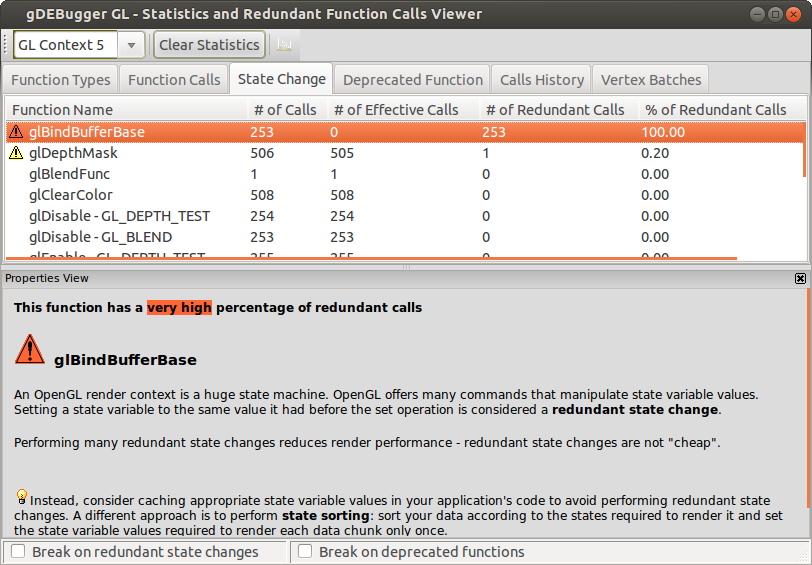 gDEBugger GL - Statistics and Redundant Function Calls Viewer
GL Context 5 Clear Statistics
Function Types Function Calls State Change Deprecated Function Calls History Vertex Batches
Function Name # of Calls # of Effective Calls # of Redundant Calls % of Redundant Calls
glBindBufferBase 253 0 253 100.00
glDepthMask 506 505 1 0.20
glBlendFunc 1 1 0 0.00
glClearColor 508 508 0 0.00
glDisable - GL_DEPTH_TEST 254 254 0 0.00
glDisable - GL_BLEND 253 253 0 0.00
glEnable - GL_DEPTH_TEST 255 255 0 0.00
Properties View
This function has a very high percentage of redundant calls
glBindBufferBase
An OpenGL render context is a huge state machine. OpenGL offers many commands that manipulate state variable values.
Setting a state variable to the same value it had before the set operation is considered a redundant state change.
Performing many redundant state changes reduces render performance - redundant state changes are not "cheap".
Instead, consider caching appropriate state variable values in your application's code to avoid performing redundant state
changes. A different approach is to perform state sorting: sort your data according to the states required to render it and set
the state variable values required to render each data chunk only once.
Break on redundant state changes Break on deprecated functions